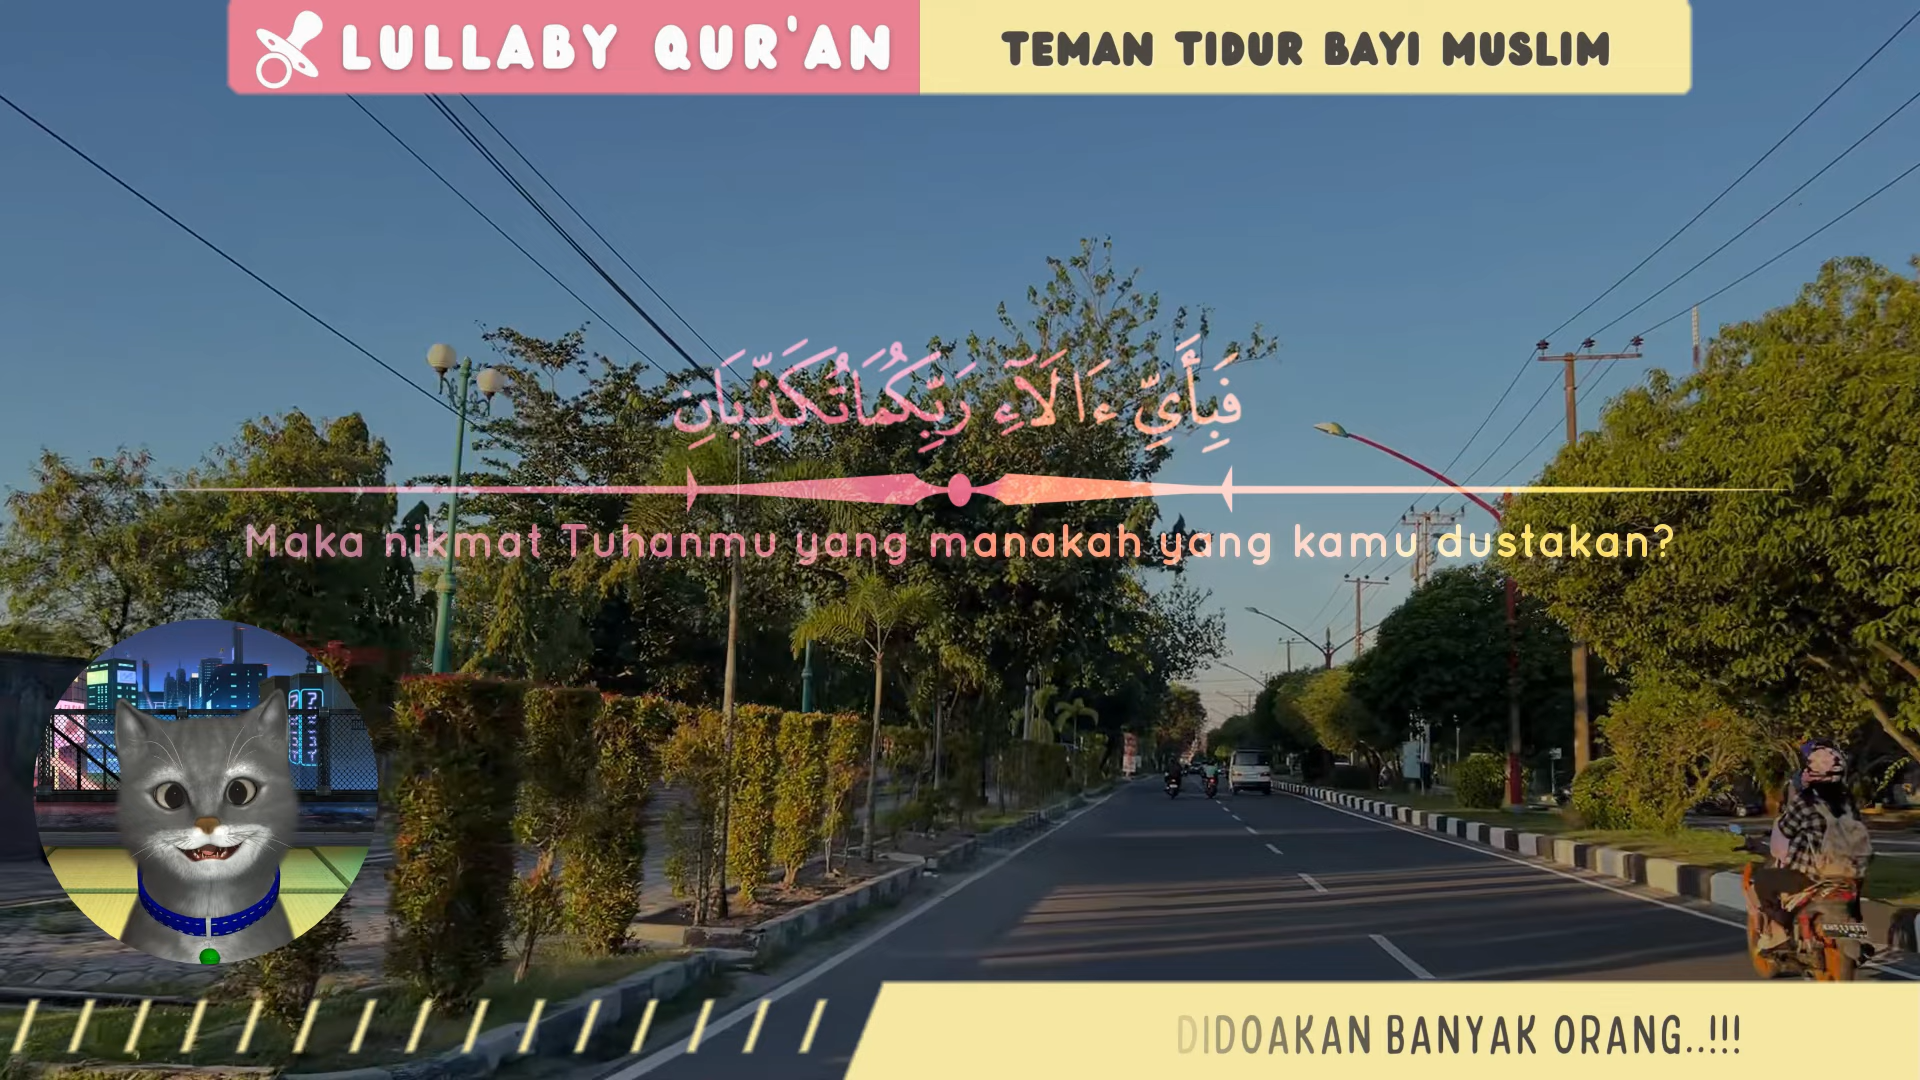 LULLABY QUR'AN
TEMAN TIDUR BAYI MUSLIM
فَبِأَيِّ ءَالَآءِ رَبِّكُمَا تُكَذِّبَانِ
Maka nikmat Tuhanmu yang manakah yang kamu dustakan?
DIDOAKAN BANYAK ORANG..!!!